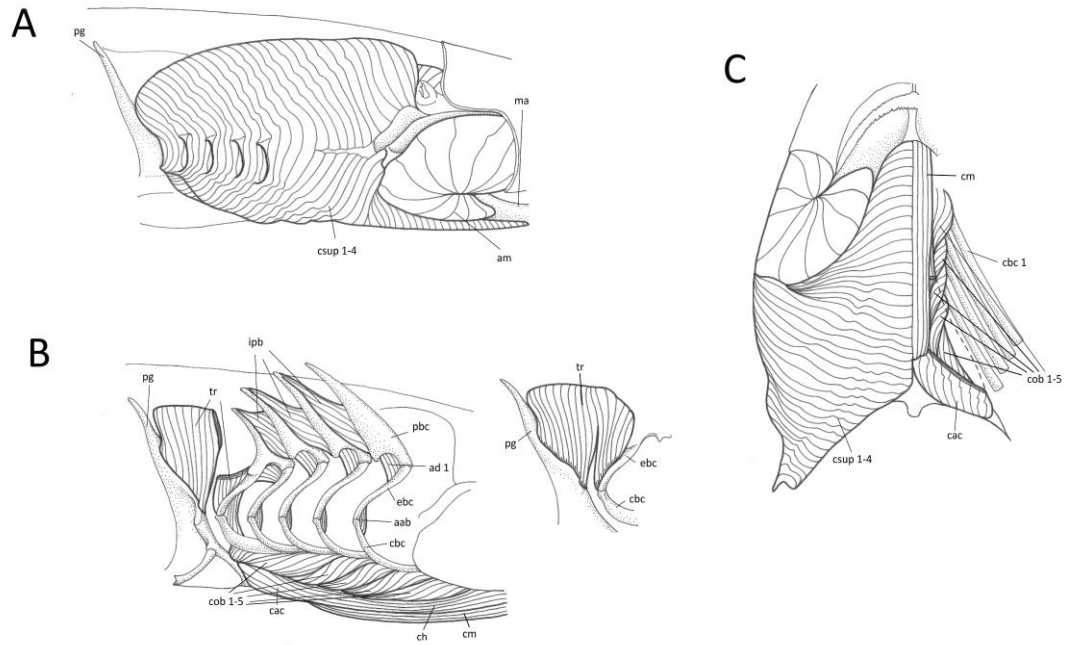 A
pg
ma
csup 1-4
am
B
ipb
pg
tr
pbc
ad 1
ebc
aab
cbc
cob 1-5
cac
ch
cm
tr
pg
ebc
cbc
C
cm
cbc 1
cob 1-5
cac
csup 1-4